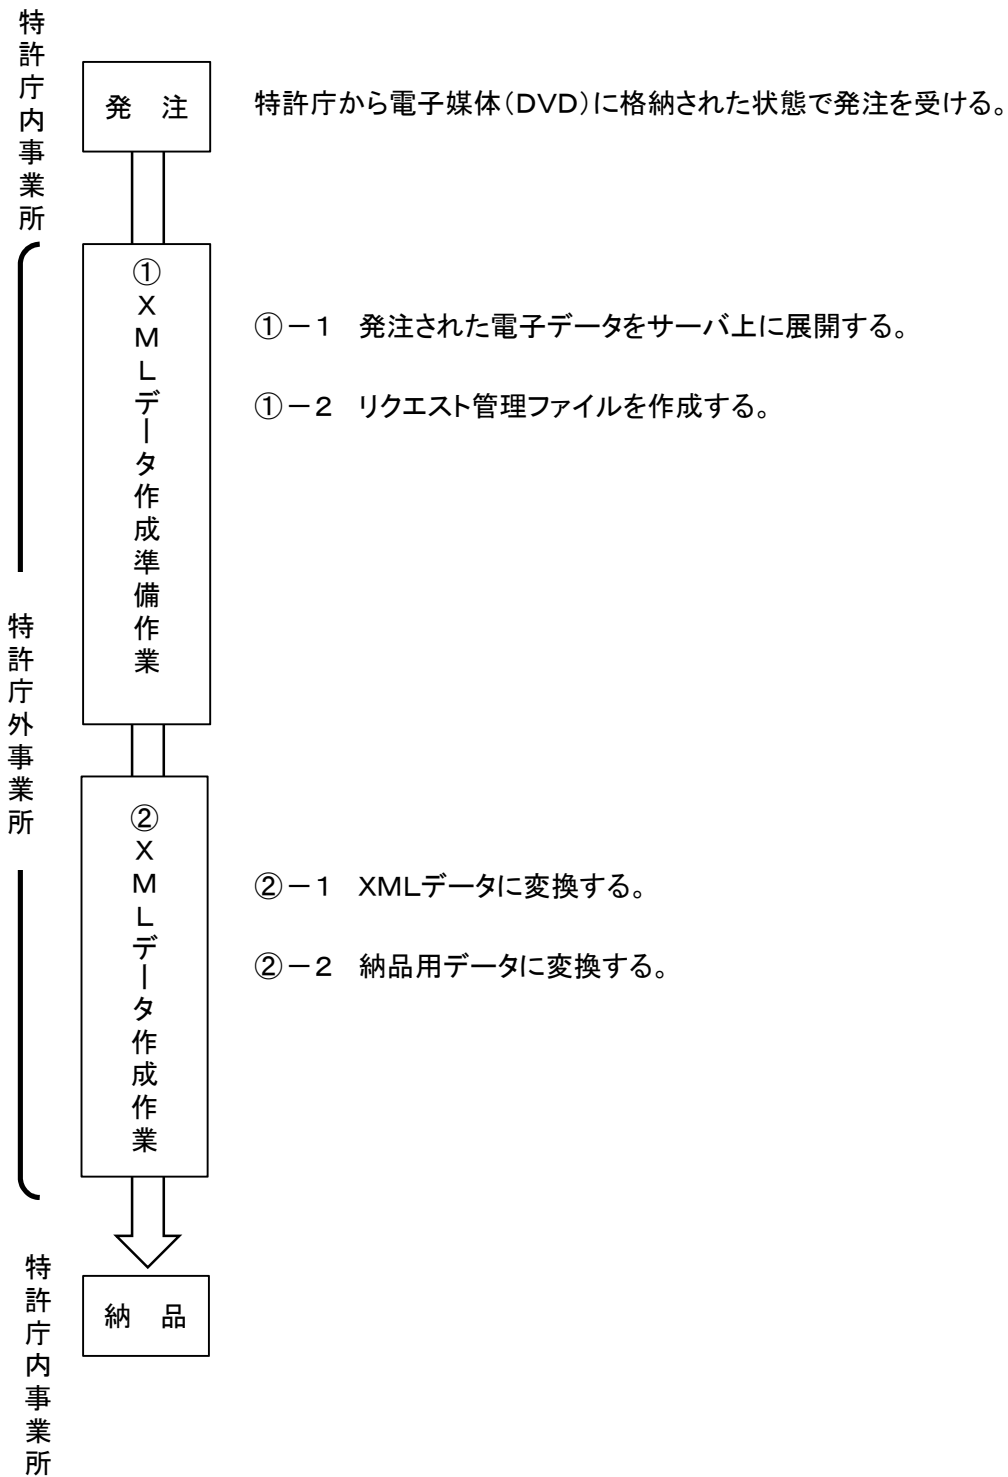 特許庁内事業所
発　注
特許庁から電子媒体（DVD）に格納された状態で発注を受ける。
①XMLデータ作成準備作業
①－１　発注された電子データをサーバ上に展開する。
①－２　リクエスト管理ファイルを作成する。
特許庁外事業所
②XMLデータ作成作業
②－１　XMLデータに変換する。
②－２　納品用データに変換する。
特許庁内事業所
納　品